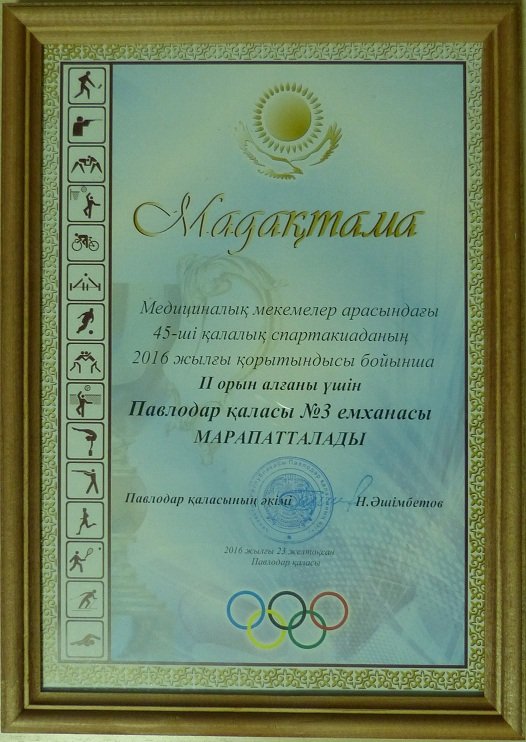 Мадақтама
Медициналық мекемелер арасындағы
45-ші қалалық спартакиаданың
2016 жылғы қорытындысы бойынша
II орын алғаны үшін
Павлодар қаласы №3 емханасы
МАРАПАТТАЛАДЫ
Павлодар қаласының әкімі Н.Әшімбетов
2016 жылғы 23 желтоқсан
Павлодар қаласы